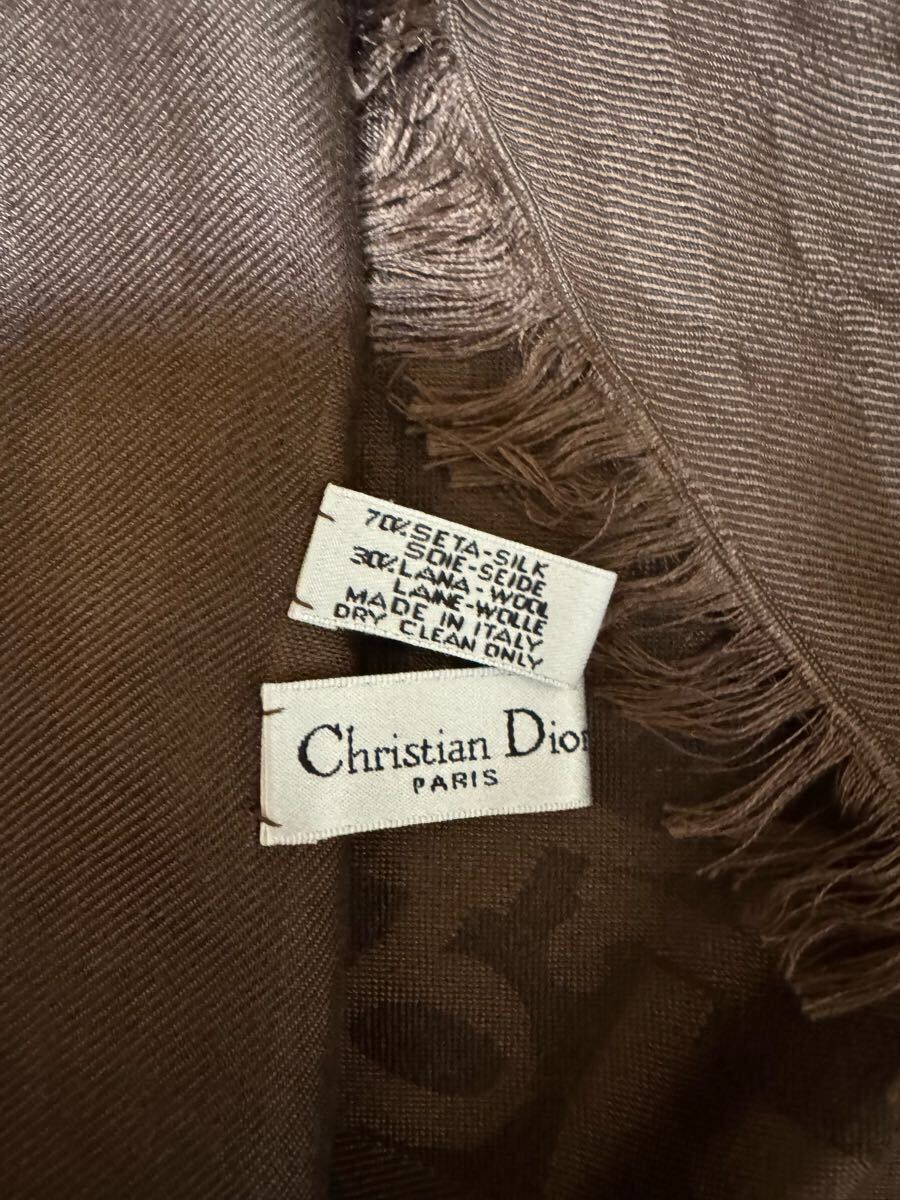 70% SETA-SILK
SOIE-SEIDE
30% LANA-WOOL
LAINE-WOLLE
MADE IN ITALY
DRY CLEAN ONLY
Christian Dior
PARIS